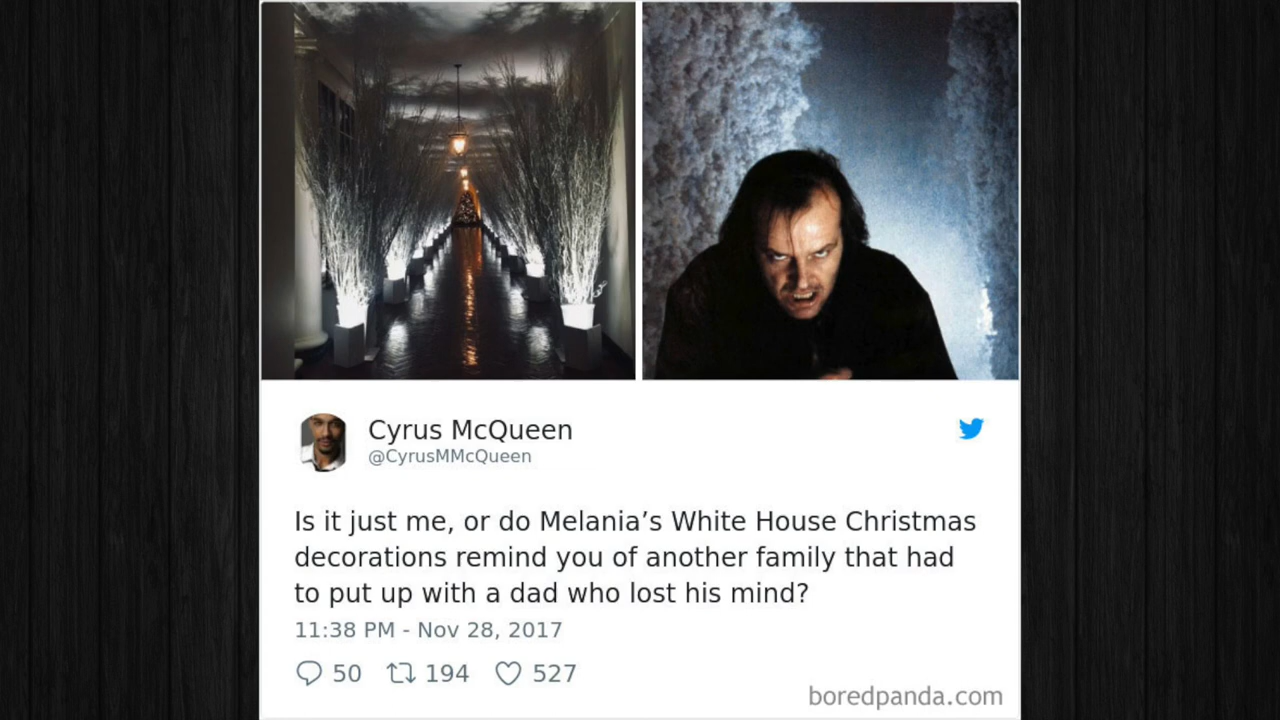 Cyrus McQueen
@CyrusMMcQueen
Is it just me, or do Melania’s White House Christmas
decorations remind you of another family that had
to put up with a dad who lost his mind?
11:38 PM - Nov 28, 2017
50 194 527
boredpanda.com